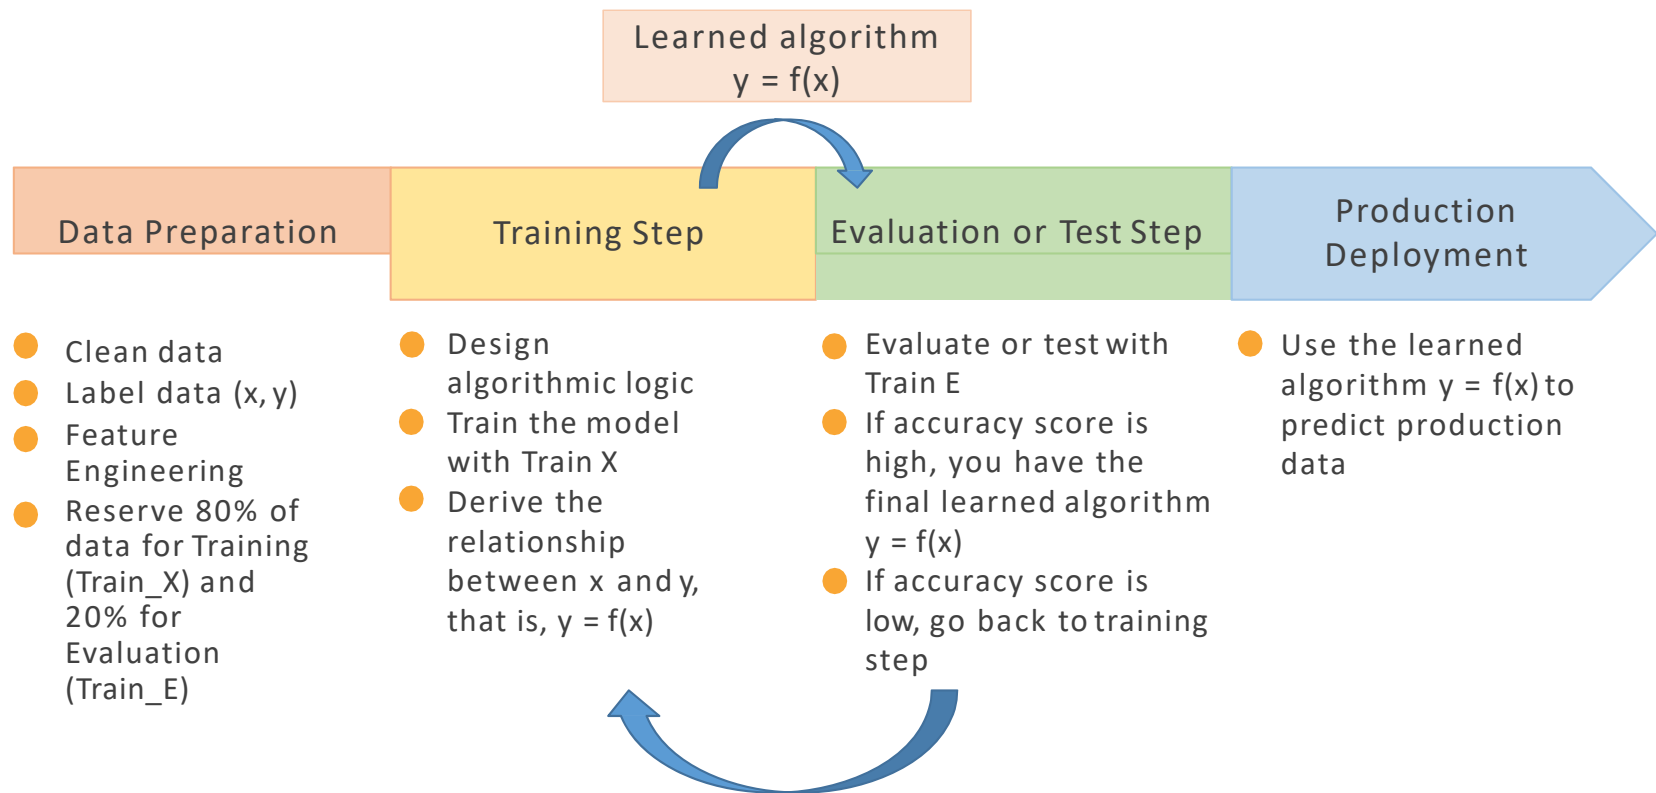 Learned algorithm
y = f(x)
Data Preparation
Training Step
Evaluation or Test Step
Production
Deployment
Clean data
Label data (x, y)
Feature
Engineering
Reserve 80% of
data for Training
(Train_X) and
20% for
Evaluation
(Train_E)
Design
algorithmic logic
Train the model
with Train X
Derive the
relationship
between x and y,
that is, y = f(x)
Evaluate or test with
Train E
If accuracy score is
high, you have the
final learned algorithm
y = f(x)
If accuracy score is
low, go back to training
step
Use the learned
algorithm y = f(x) to
predict production
data